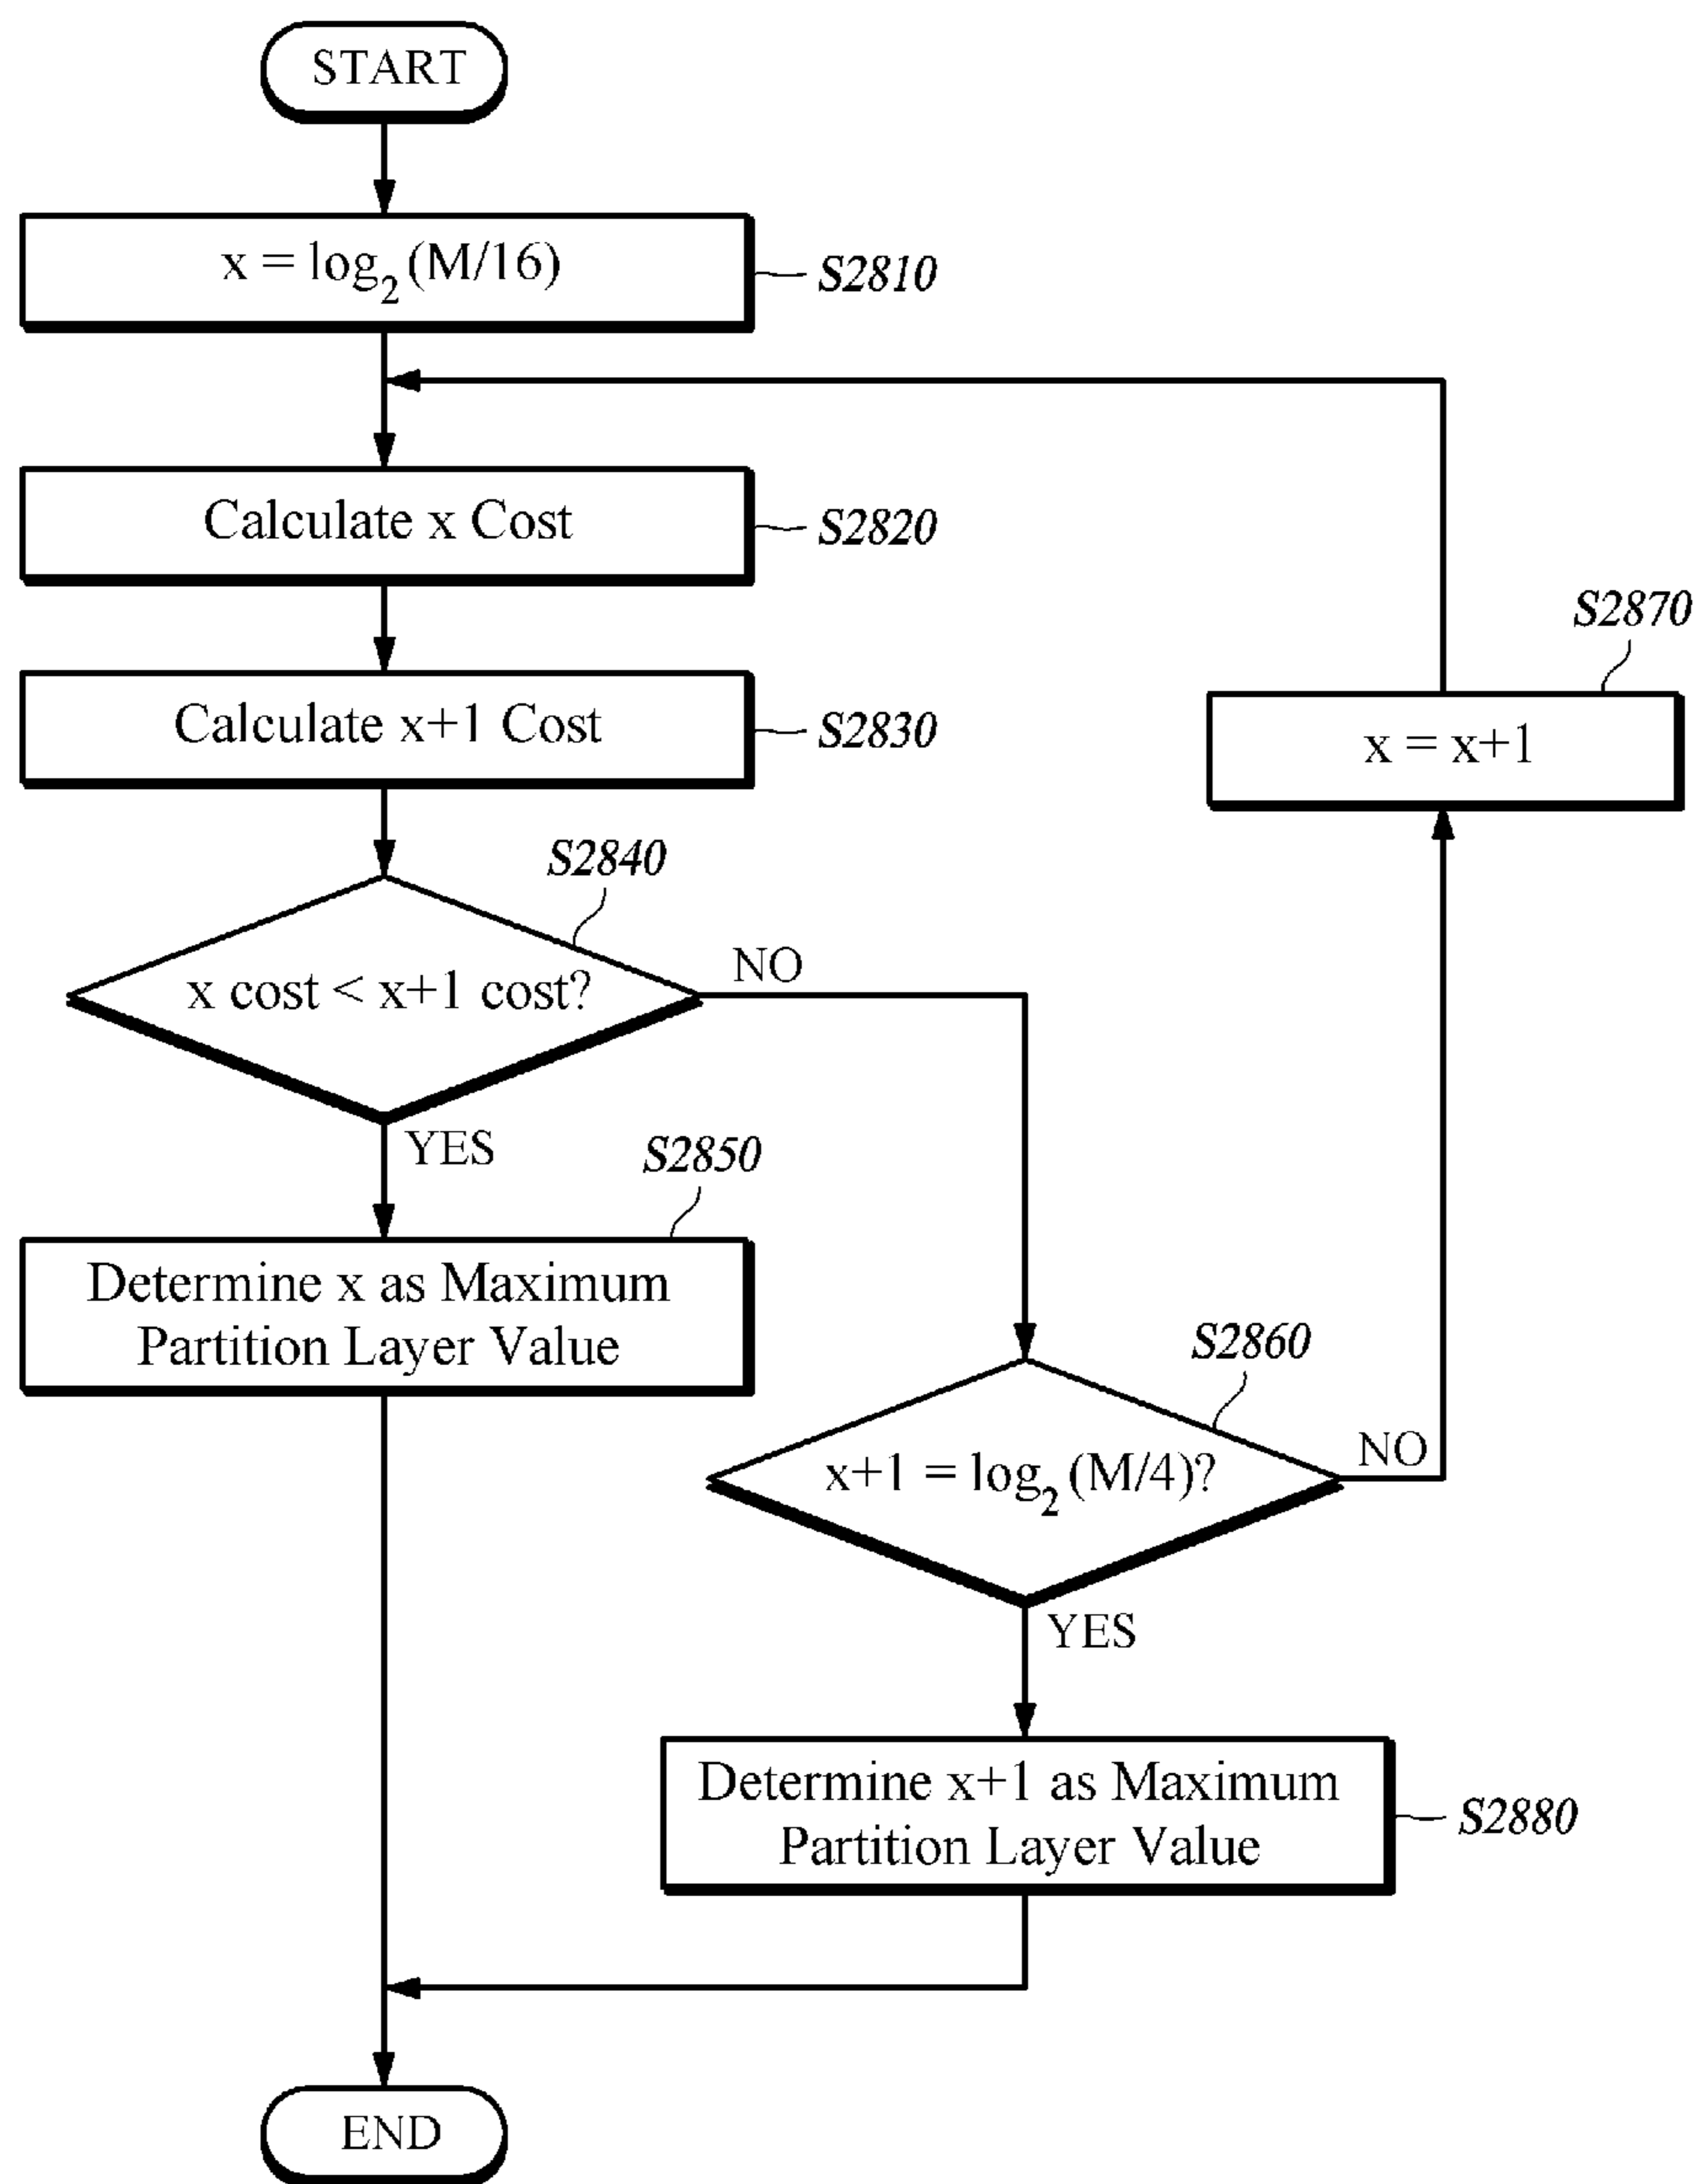 START
x = log₂ (M/16)
S2810
Calculate x Cost
S2820
S2870
Calculate x+1 Cost
S2830
x = x+1
S2840
x cost < x+1 cost?
NO
YES
S2850
Determine x as Maximum
Partition Layer Value
S2860
x+1 = log₂ (M/4)?
NO
YES
Determine x+1 as Maximum
Partition Layer Value
S2880
END